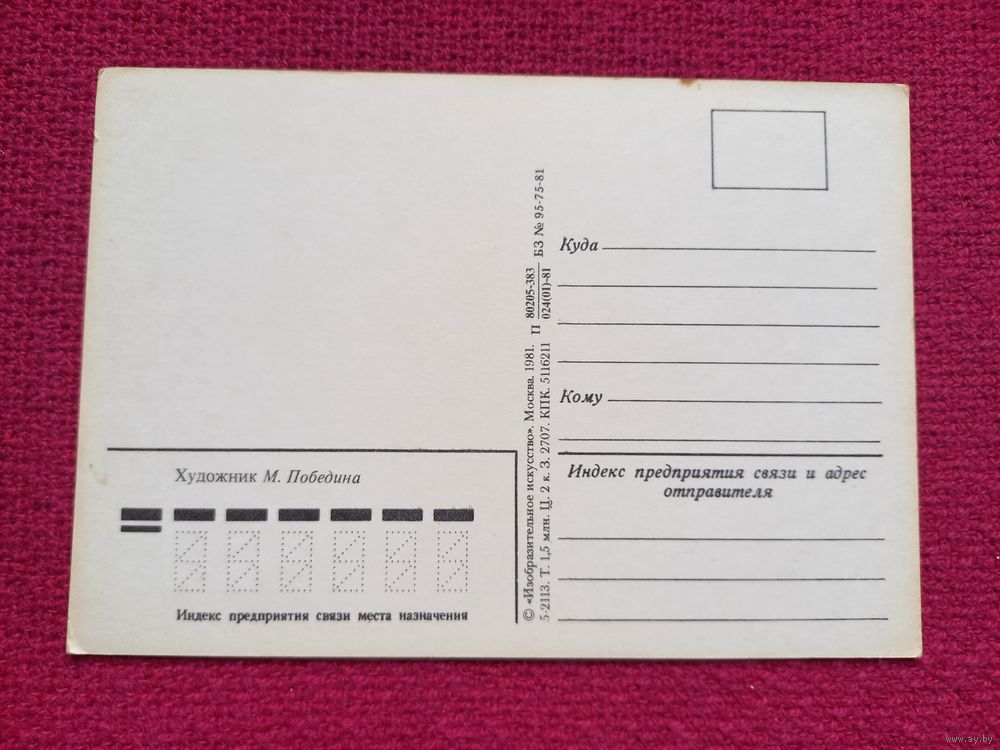 Художник М. Победина
Индекс предприятия связи места назначения
© «Изобразительное искусство». Москва. 1981. П 80205-383 / 024(01)-81 БЗ № 95-75-81
5-2113. Т. 1,5 млн. Ц. 2 к. З. 2707. КПК. 5116211
Куда
Кому
Индекс предприятия связи и адрес
отправителя
www.ay.by